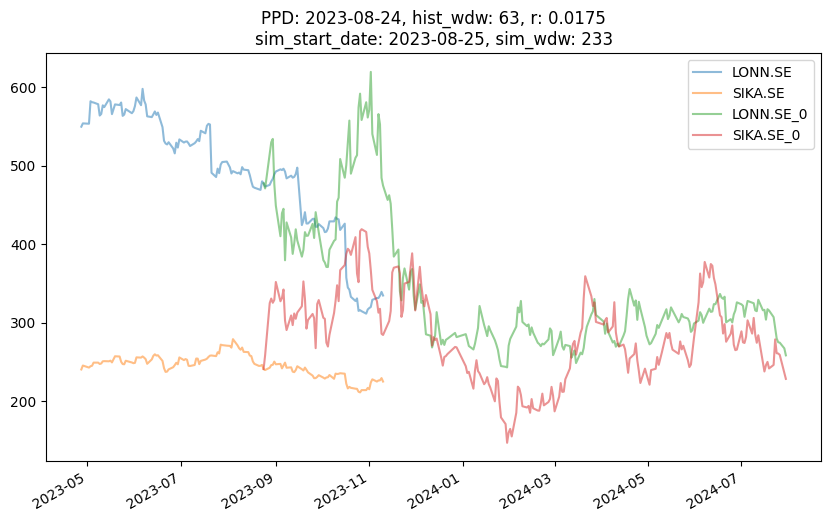 PPD: 2023-08-24, hist_wdw: 63, r: 0.0175
sim_start_date: 2023-08-25, sim_wdw: 233
LONN.SE
SIKA.SE
LONN.SE_0
SIKA.SE_0
600
500
400
300
200
2023-05
2023-07
2023-09
2023-11
2024-01
2024-03
2024-05
2024-07